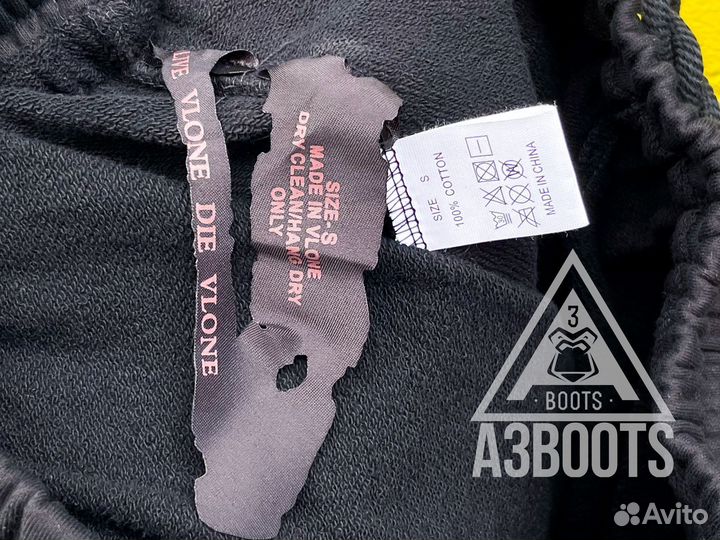 LIVE VLONE DIE VLONE
SIZE-S
MADE IN VLONE
DRY CLEAN/HANG DRY
ONLY
SIZE S
100% COTTON
MADE IN CHINA
3
BOOTS
A3BOOTS
Avito